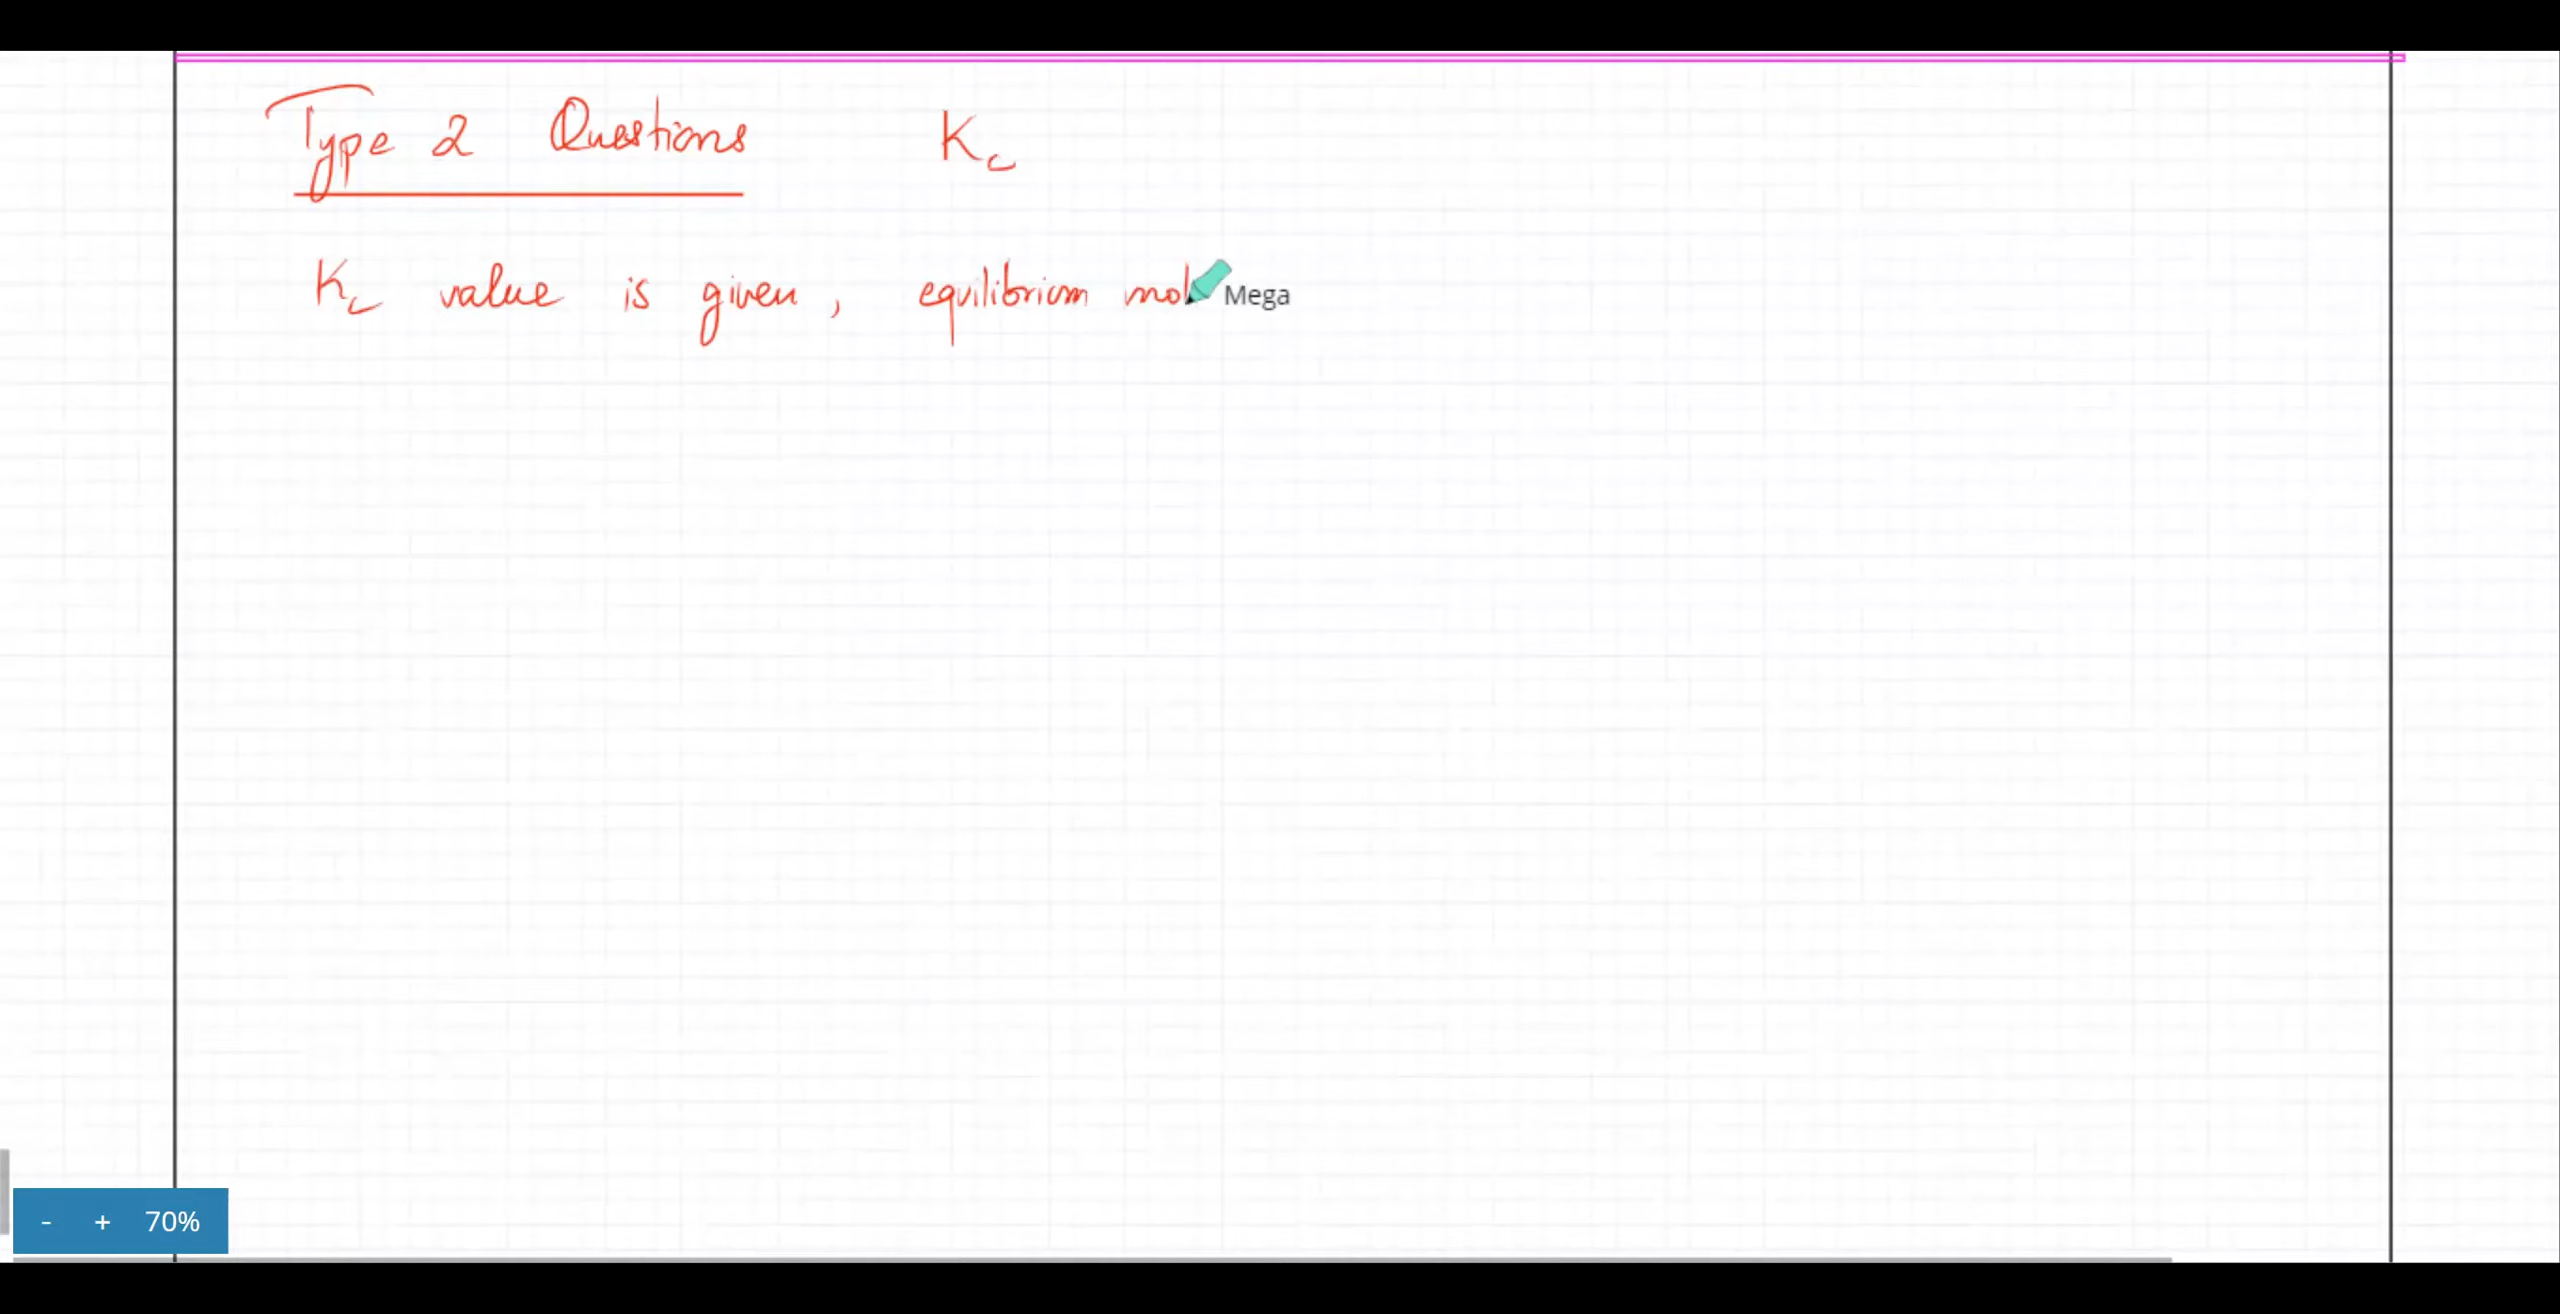 Type 2 Questions Kc
Kc value is given, equilibrium mol
Mega
- + 70%